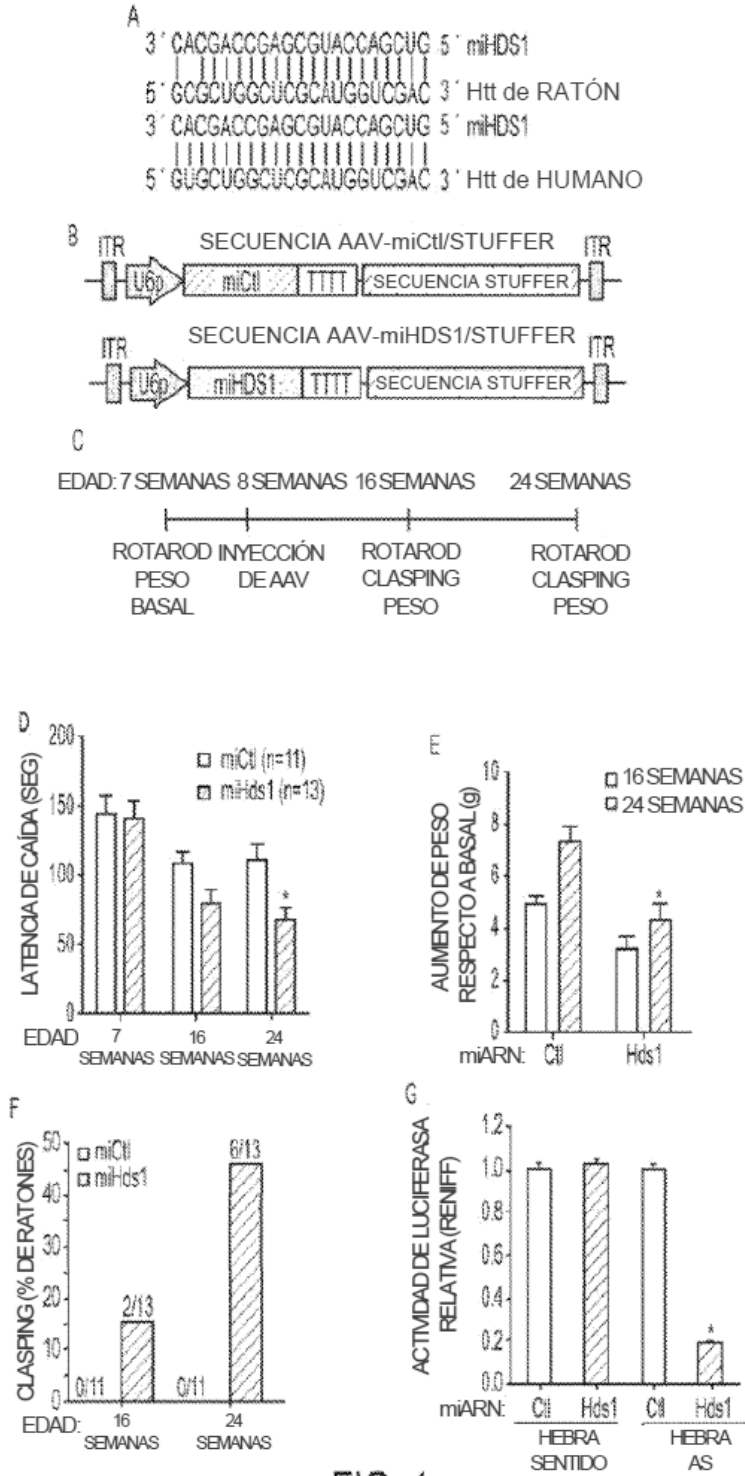 A
3´ CACGACCGAGCGUACCAGCUG 5´ miHDS1
5´ GCGCUGGCUCGCAUGGUCGAC 3´ Htt de RATÓN
3´ CACGACCGAGCGUACCAGCUG 5´ miHDS1
5´ GUGCUGGCUCGCAUGGUCGAC 3´ Htt de HUMANO
B
SECUENCIA AAV-miCtl/STUFFER
ITR ITR
U6p miCtl TTTT SECUENCIA STUFFER
SECUENCIA AAV-miHDS1/STUFFER
ITR ITR
U6p miHDS1 TTTT SECUENCIA STUFFER
C
EDAD: 7 SEMANAS 8 SEMANAS 16 SEMANAS 24 SEMANAS
ROTAROD INYECCIÓN ROTAROD ROTAROD
PESO DE AAV CLASPING CLASPING
BASAL PESO PESO
D
LATENCIA DE CAÍDA (SEG)
200
150
100
50
0
miCtl (n=11)
miHds1 (n=13)
*
EDAD 7 16 24
SEMANAS SEMANAS SEMANAS
E
AUMENTO DE PESO
RESPECTO A BASAL (g)
10
8
6
4
2
0
16 SEMANAS
24 SEMANAS
*
miARN: Ctl Hds1
F
CLASPING (% DE RATONES)
50
40
30
20
10
0
miCtl
miHds1
0/11 2/13 0/11 6/13
EDAD: 16 24
SEMANAS SEMANAS
G
ACTIVIDAD DE LUCIFERASA
RELATIVA (RENIFF)
1.2
1.0
0.8
0.6
0.4
0.2
0.0
*
miARN: Ctl Hds1 Ctl Hds1
HEBRA HEBRA
SENTIDO AS